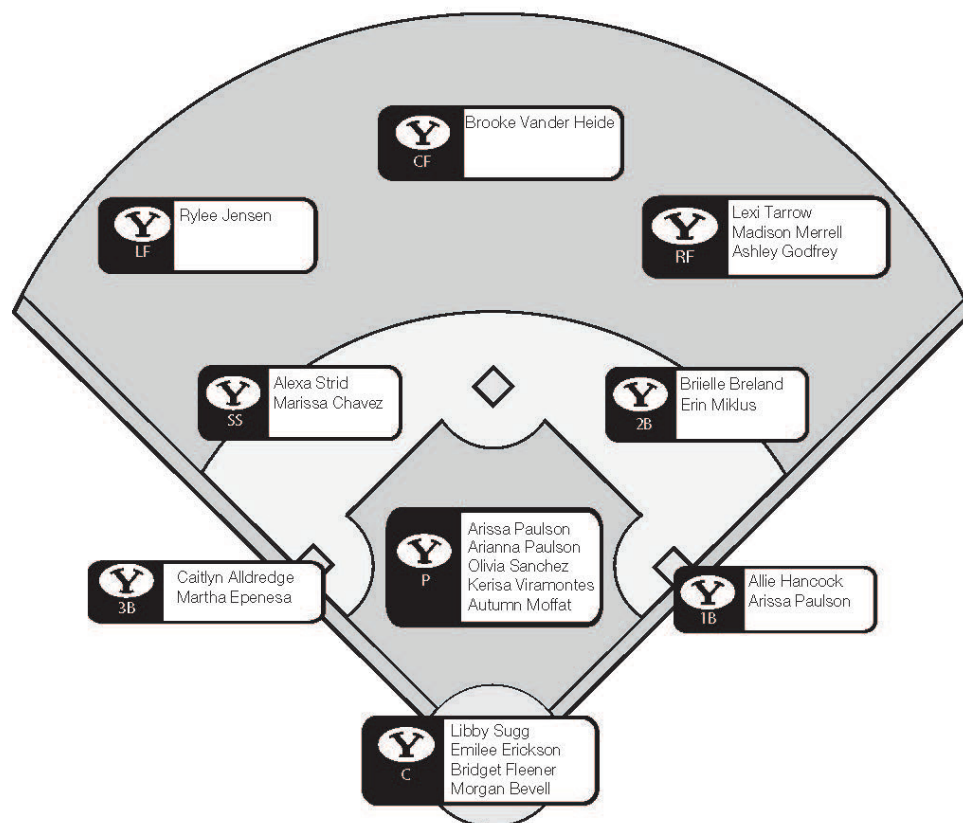 Y
CF
Brooke Vander Heide
Y
LF
Rylee Jensen
Y
RF
Lexi Tarrow
Madison Merrell
Ashley Godfrey
Y
SS
Alexa Strid
Marissa Chavez
Y
2B
Briielle Breland
Erin Miklus
Y
P
Arissa Paulson
Arianna Paulson
Olivia Sanchez
Kerisa Viramontes
Autumn Moffat
Y
3B
Caitlyn Alldredge
Martha Epenesa
Y
1B
Allie Hancock
Arissa Paulson
Y
C
Libby Sugg
Emilee Erickson
Bridget Fleener
Morgan Bevell